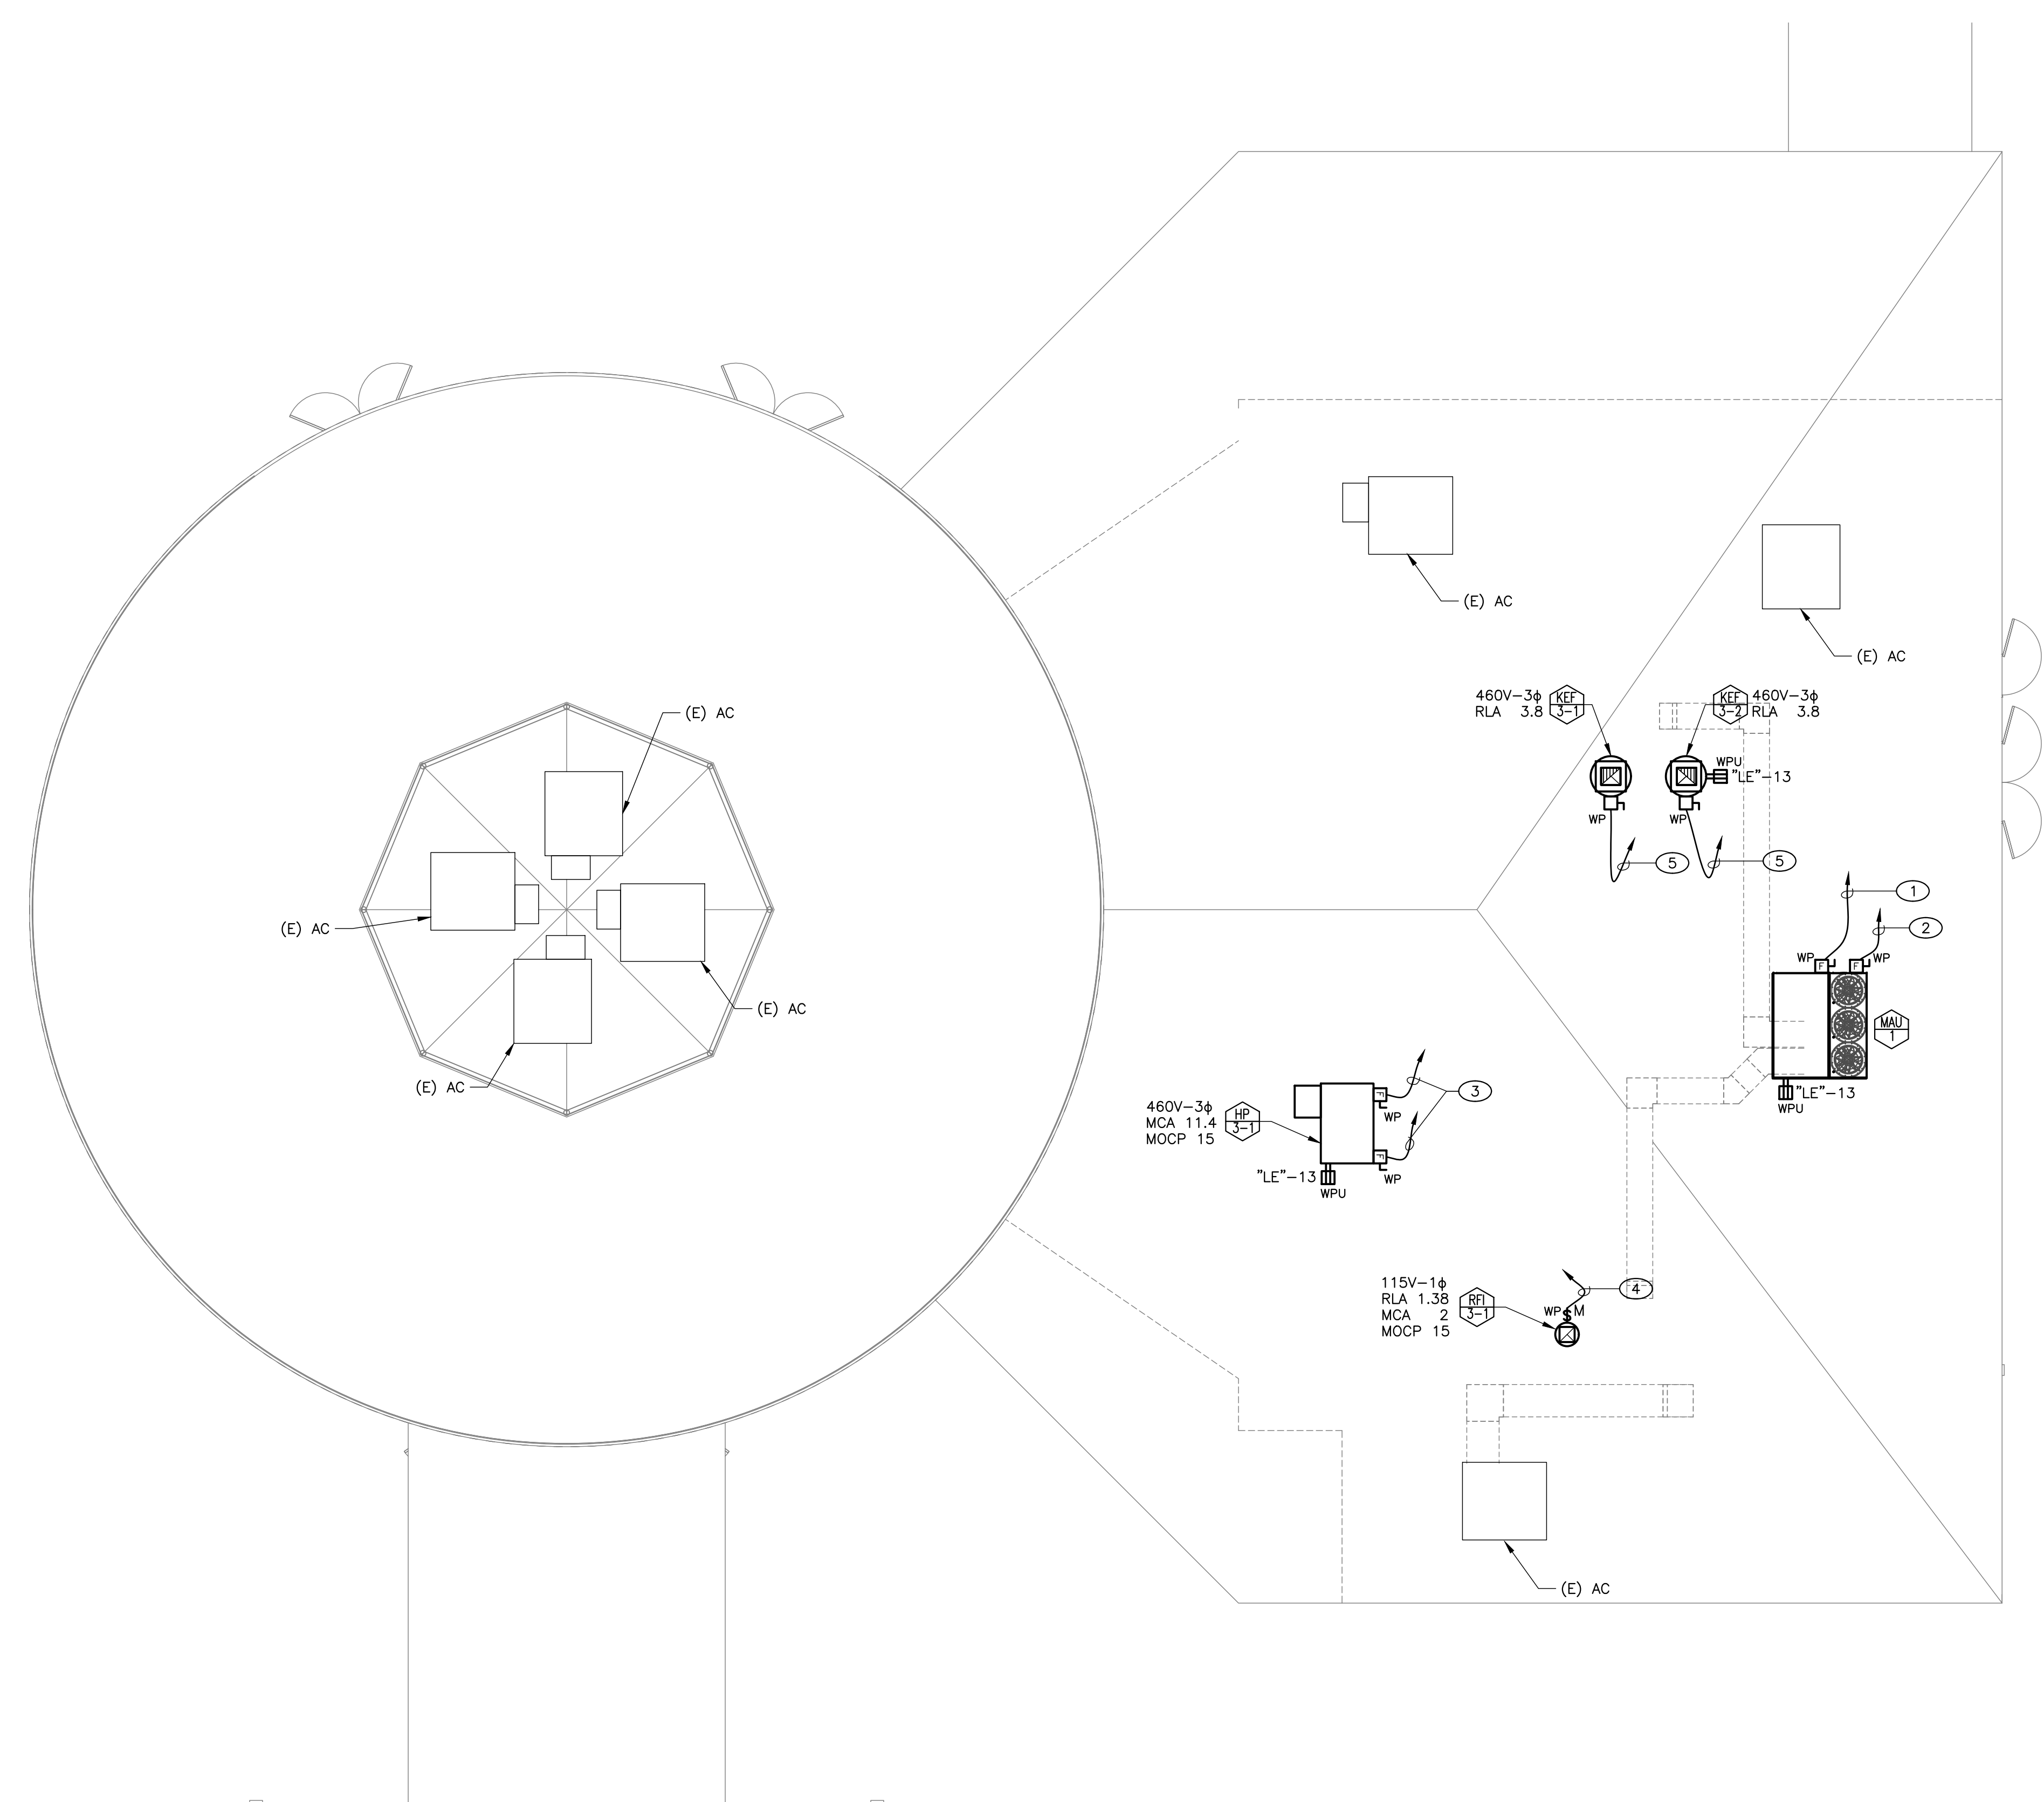 (E) AC
(E) AC
460V-3ϕ
RLA 3.8
KEF
3-1
KEF
3-2
460V-3ϕ
RLA 3.8
(E) AC
WPU
"LE"-13
WP
WP
5
5
1
2
(E) AC
WP
F
F
WP
(E) AC
MAU
1
(E) AC
"LE"-13
WPU
460V-3ϕ
MCA 11.4
MOCP 15
HP
3-1
F
WP
3
F
WP
"LE"-13
WPU
115V-1ϕ
RLA 1.38
MCA 2
MOCP 15
RFI
3-1
4
WP $ M
(E) AC